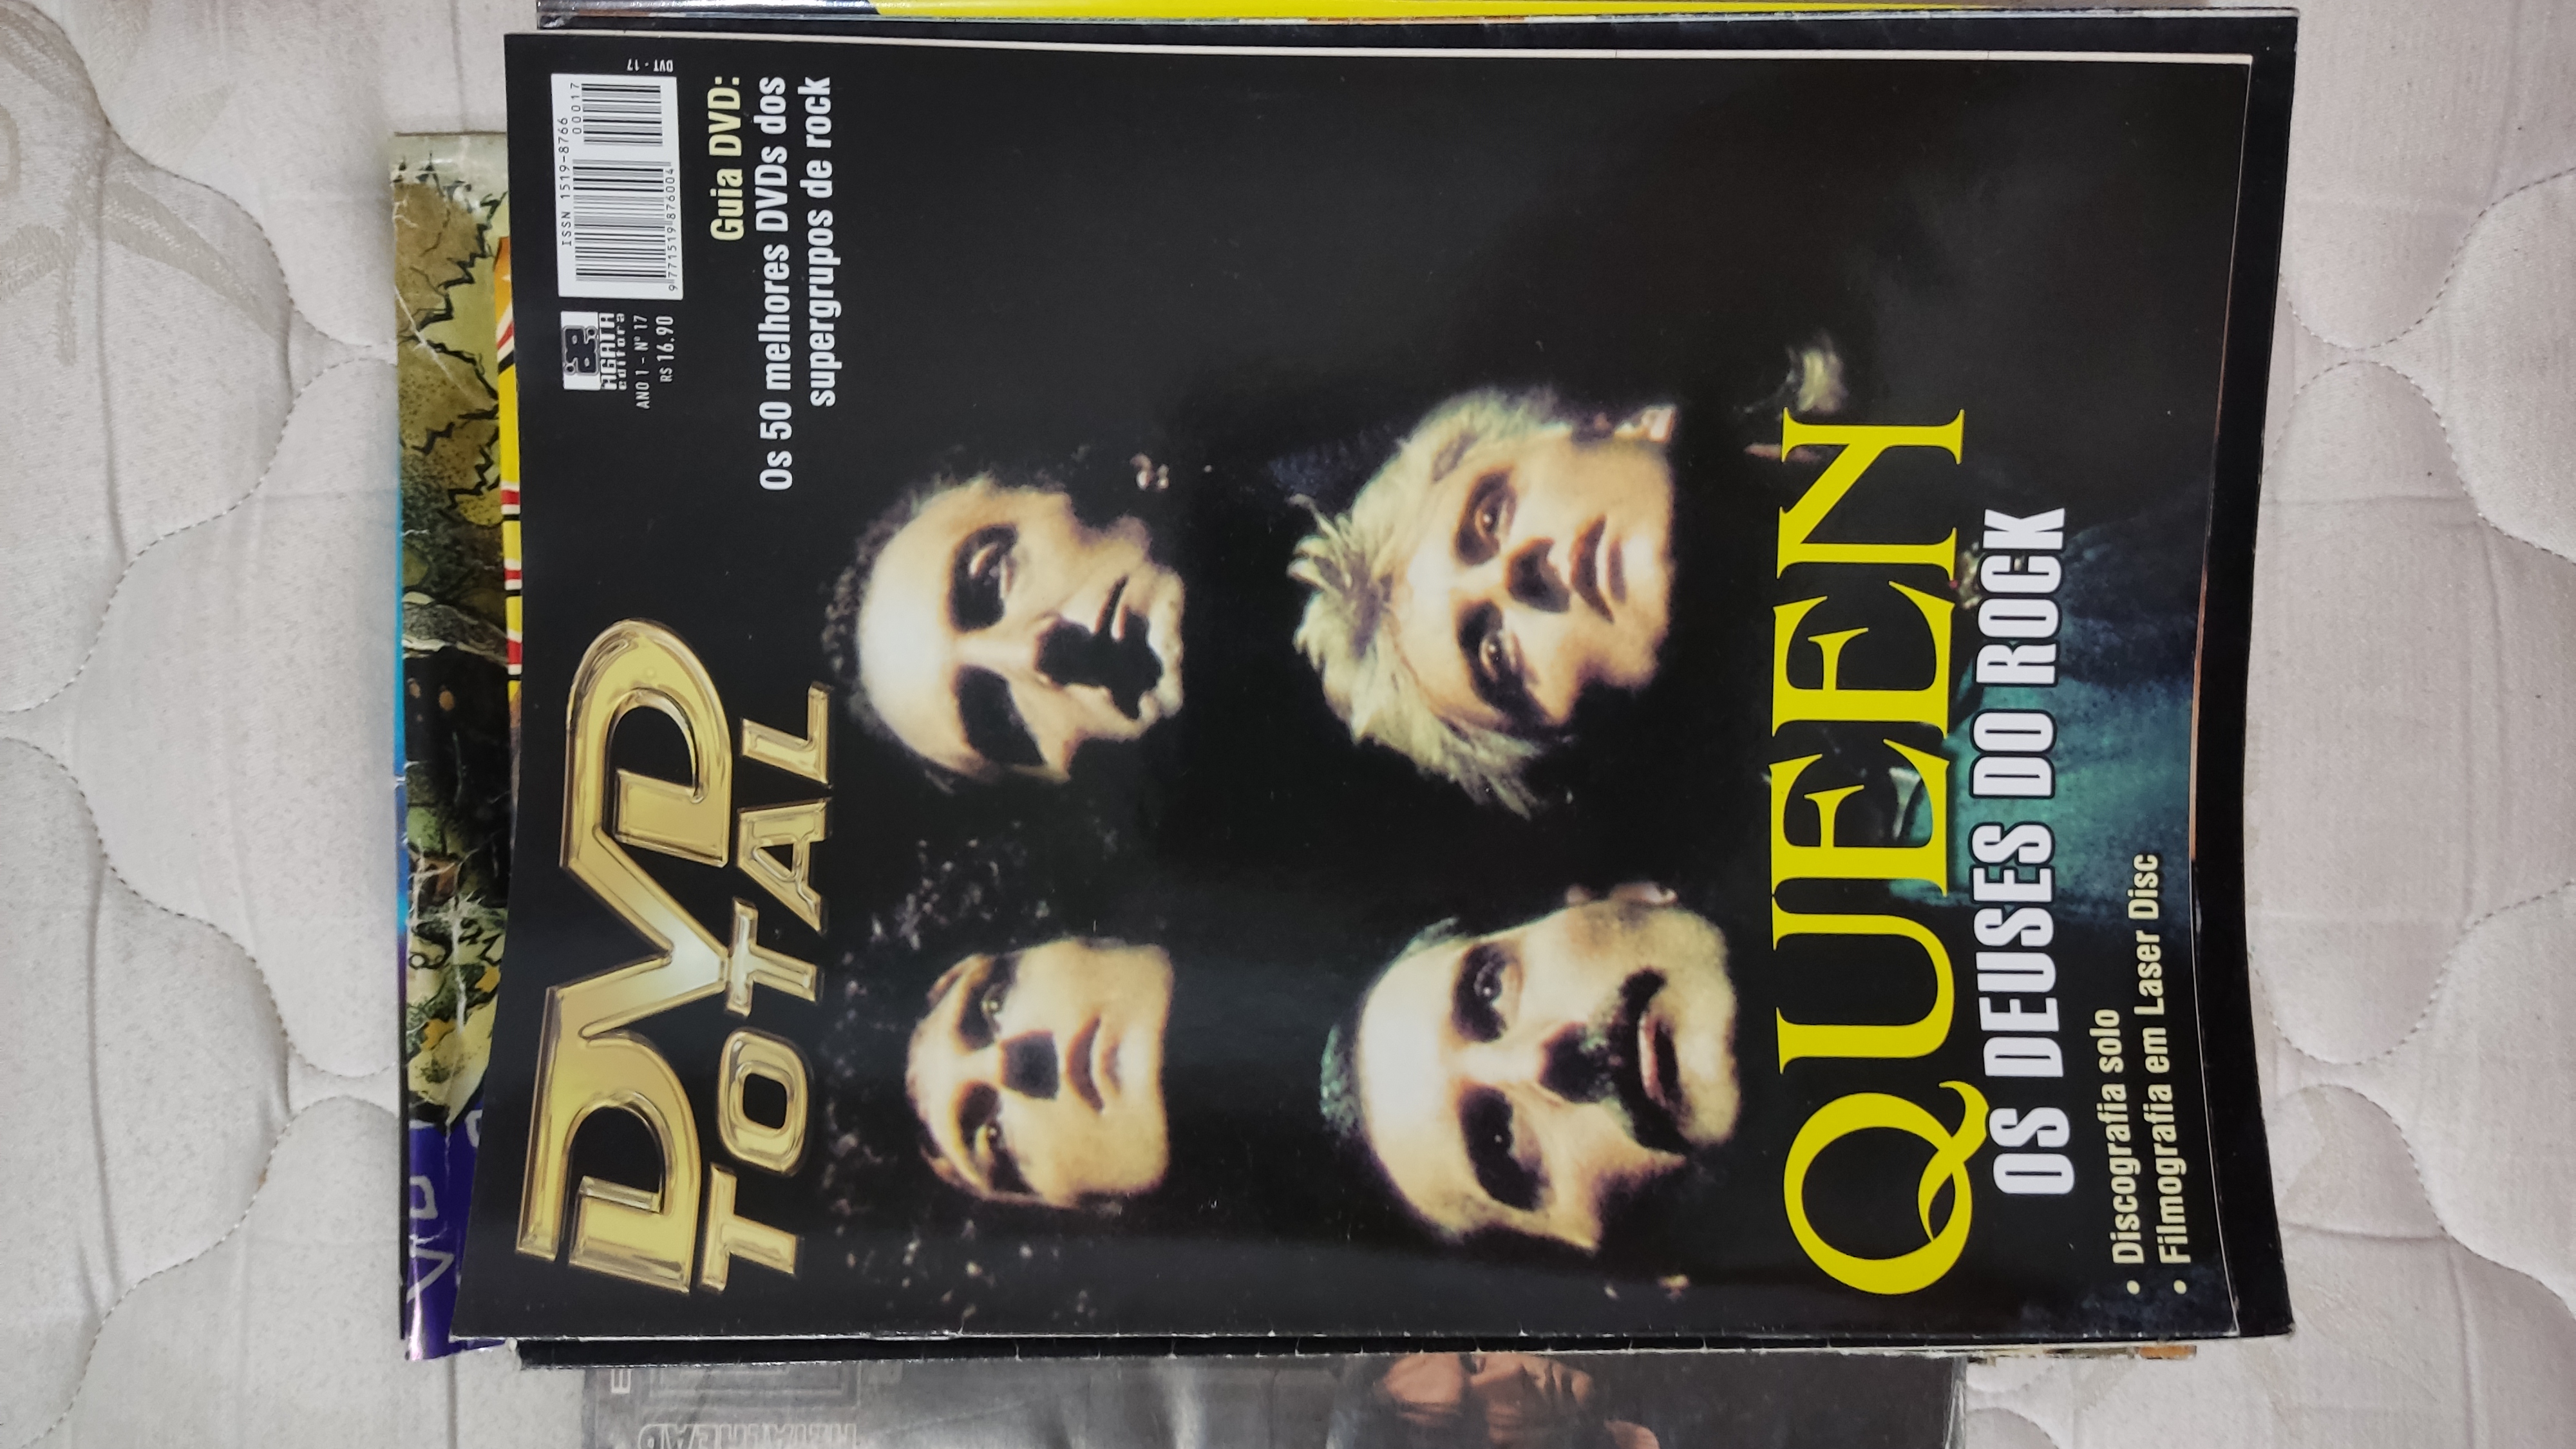 DVD
TOTAL
AGATA
editora
ANO 1 - Nº 17
R$ 16,90
ISSN 1519-8766
00017
9 771519 876004
DVT - 17
Guia DVD:
Os 50 melhores DVDs dos
supergrupos de rock
QUEEN
OS DEUSES DO ROCK
• Discografia solo
• Filmografia em Laser Disc